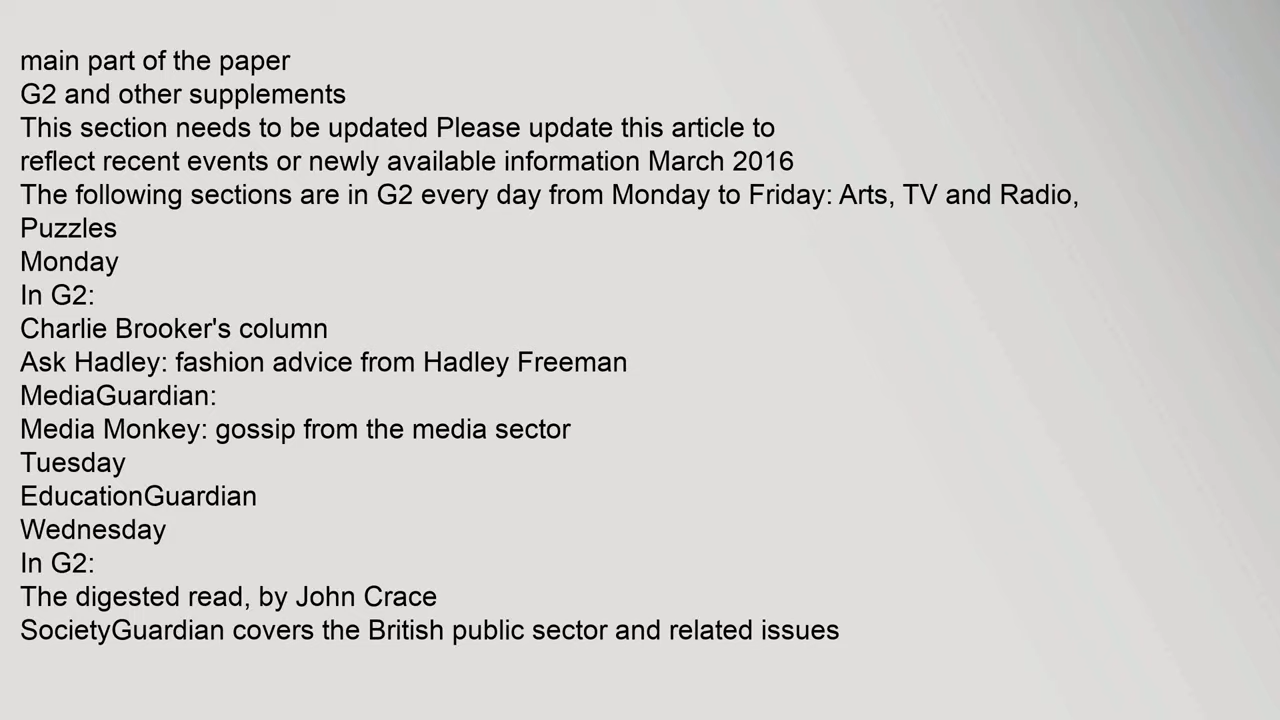 main part of the paper
G2 and other supplements
This section needs to be updated Please update this article to
reflect recent events or newly available information March 2016
The following sections are in G2 every day from Monday to Friday: Arts, TV and Radio,
Puzzles
Monday
In G2:
Charlie Brooker's column
Ask Hadley: fashion advice from Hadley Freeman
MediaGuardian:
Media Monkey: gossip from the media sector
Tuesday
EducationGuardian
Wednesday
In G2:
The digested read, by John Crace
SocietyGuardian covers the British public sector and related issues